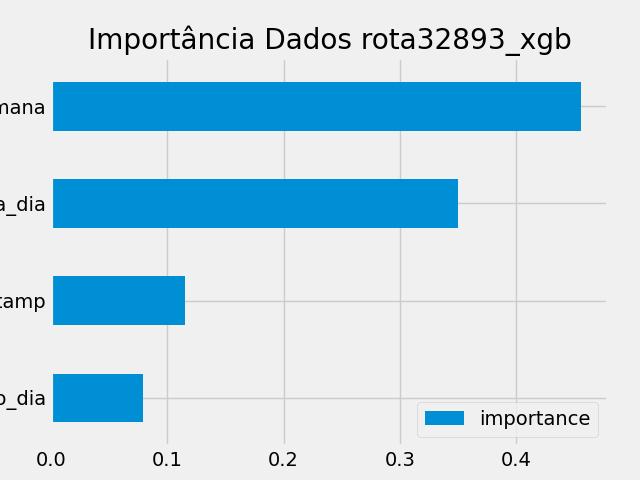 Importância Dados rota32893_xgb
mana
a_dia
tamp
o_dia
importance
0.0 0.1 0.2 0.3 0.4